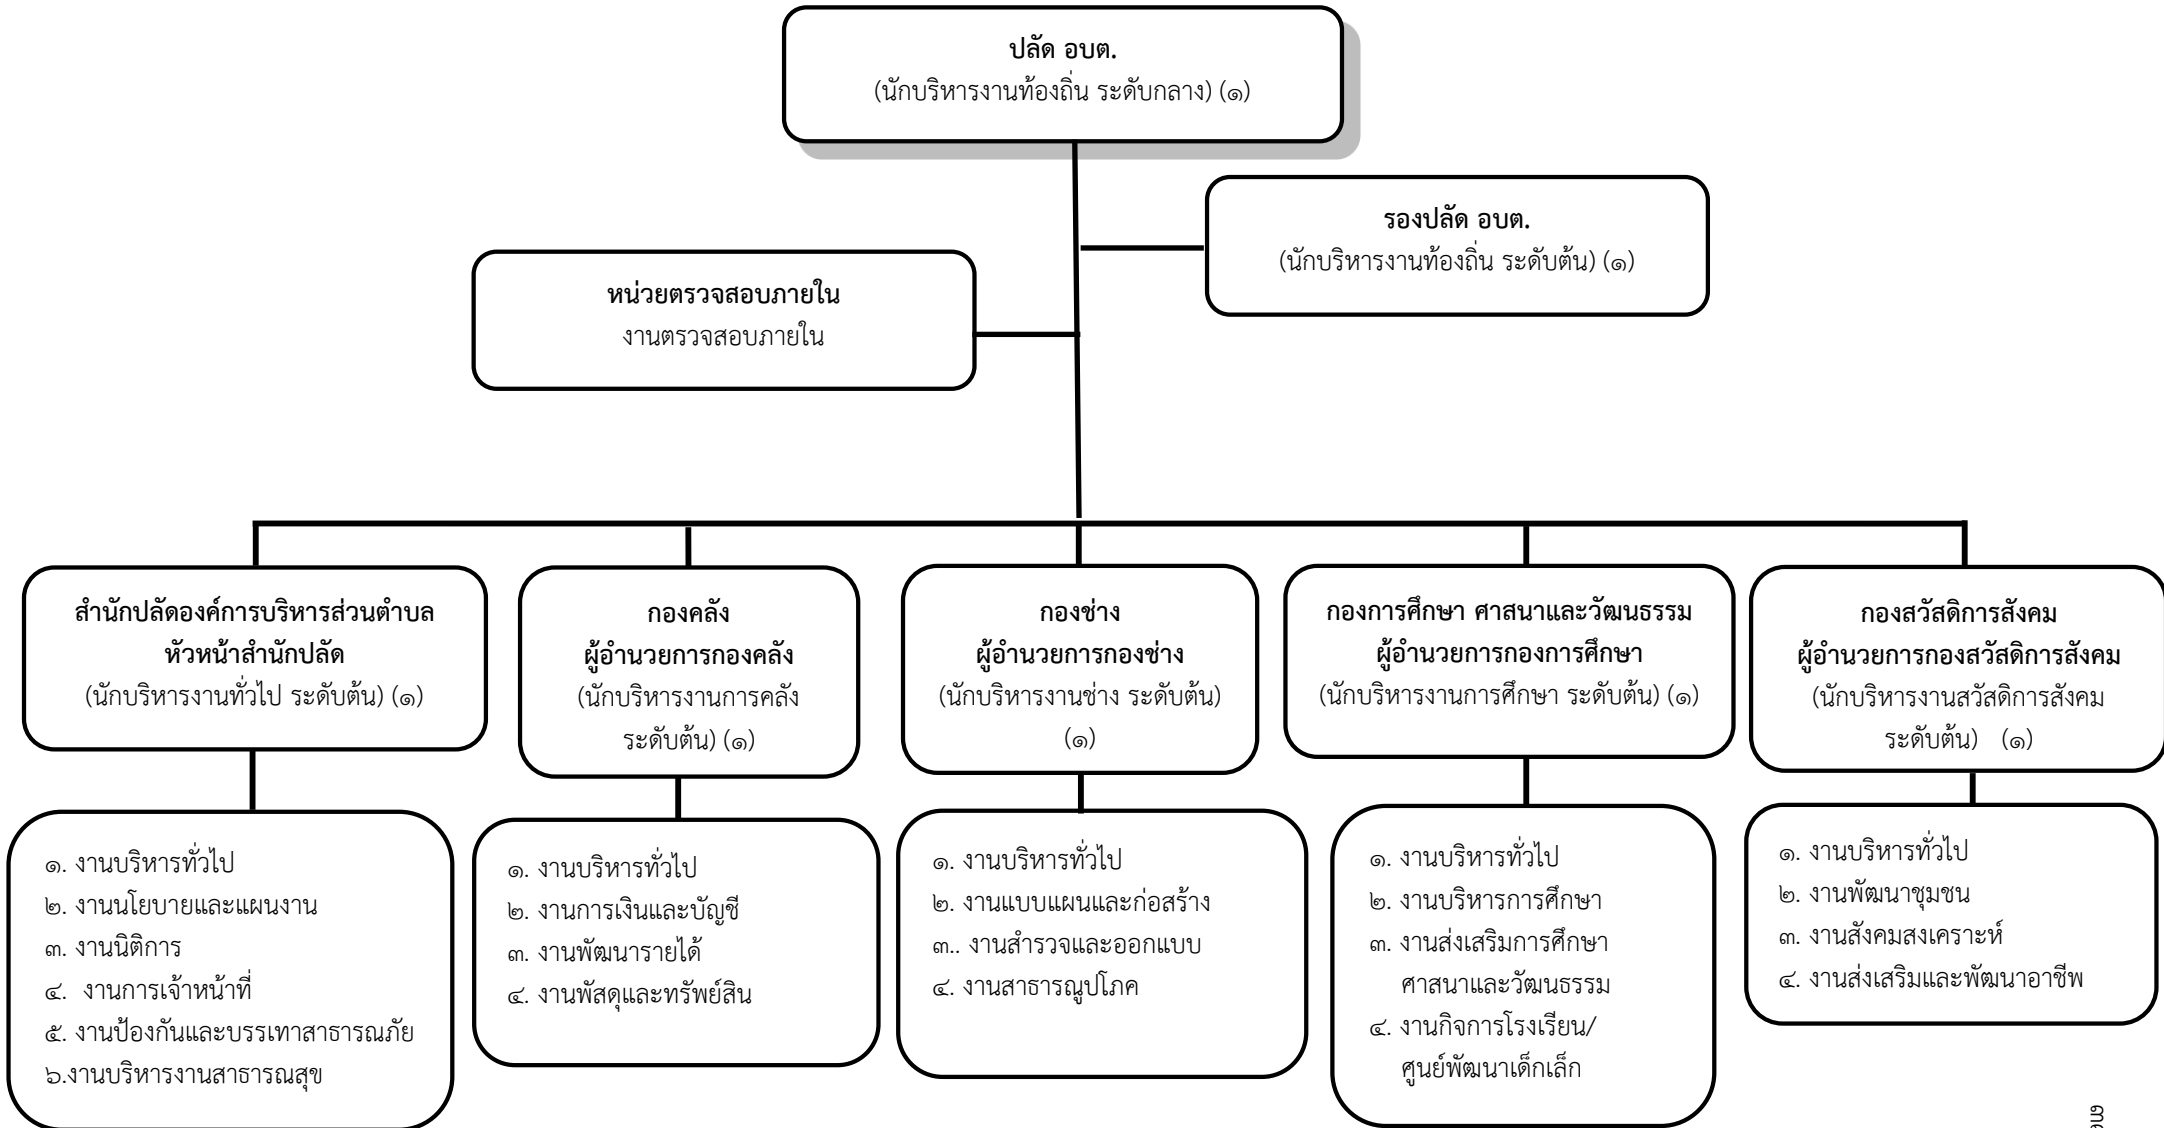 ปลัด อบต.
(นักบริหารงานท้องถิ่น ระดับกลาง) (๑)
รองปลัด อบต.
(นักบริหารงานท้องถิ่น ระดับต้น) (๑)
หน่วยตรวจสอบภายใน
งานตรวจสอบภายใน
สำนักปลัดองค์การบริหารส่วนตำบล
หัวหน้าสำนักปลัด
(นักบริหารงานทั่วไป ระดับต้น) (๑)
กองคลัง
ผู้อำนวยการกองคลัง
(นักบริหารงานการคลัง
ระดับต้น) (๑)
กองช่าง
ผู้อำนวยการกองช่าง
(นักบริหารงานช่าง ระดับต้น)
(๑)
กองการศึกษา ศาสนาและวัฒนธรรม
ผู้อำนวยการกองการศึกษา
(นักบริหารงานการศึกษา ระดับต้น) (๑)
กองสวัสดิการสังคม
ผู้อำนวยการกองสวัสดิการสังคม
(นักบริหารงานสวัสดิการสังคม
ระดับต้น) (๑)
๑. งานบริหารทั่วไป
๒. งานนโยบายและแผนงาน
๓. งานนิติการ
๔. งานการเจ้าหน้าที่
๕. งานป้องกันและบรรเทาสาธารณภัย
๖.งานบริหารงานสาธารณสุข
๑. งานบริหารทั่วไป
๒. งานการเงินและบัญชี
๓. งานพัฒนารายได้
๔. งานพัสดุและทรัพย์สิน
๑. งานบริหารทั่วไป
๒. งานแบบแผนและก่อสร้าง
๓.. งานสำรวจและออกแบบ
๔. งานสาธารณูปโภค
๑. งานบริหารทั่วไป
๒. งานบริหารการศึกษา
๓. งานส่งเสริมการศึกษา
ศาสนาและวัฒนธรรม
๔. งานกิจการโรงเรียน/
ศูนย์พัฒนาเด็กเล็ก
๑. งานบริหารทั่วไป
๒. งานพัฒนาชุมชน
๓. งานสังคมสงเคราะห์
๔. งานส่งเสริมและพัฒนาอาชีพ